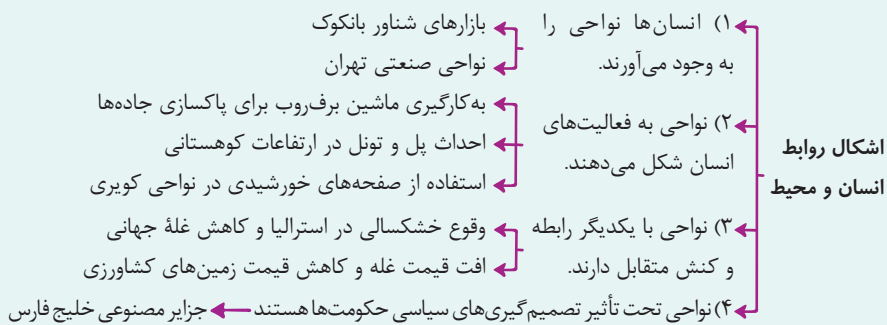 اشکال روابط
انسان و محیط
۱) انسان‌ها نواحی را
به وجود می‌آورند.
بازارهای شناور بانکوک
نواحی صنعتی تهران
۲) نواحی به فعالیت‌های
انسان شکل می‌دهند.
به‌کارگیری ماشین برف‌روب برای پاکسازی جاده‌ها
احداث پل و تونل در ارتفاعات کوهستانی
استفاده از صفحه‌های خورشیدی در نواحی کویری
۳) نواحی با یکدیگر رابطه
و کنش متقابل دارند.
وقوع خشکسالی در استرالیا و کاهش غلهٔ جهانی
افت قیمت غله و کاهش قیمت زمین‌های کشاورزی
۴) نواحی تحت تأثیر تصمیم‌گیری‌های سیاسی حکومت‌ها هستند
جزایر مصنوعی خلیج فارس